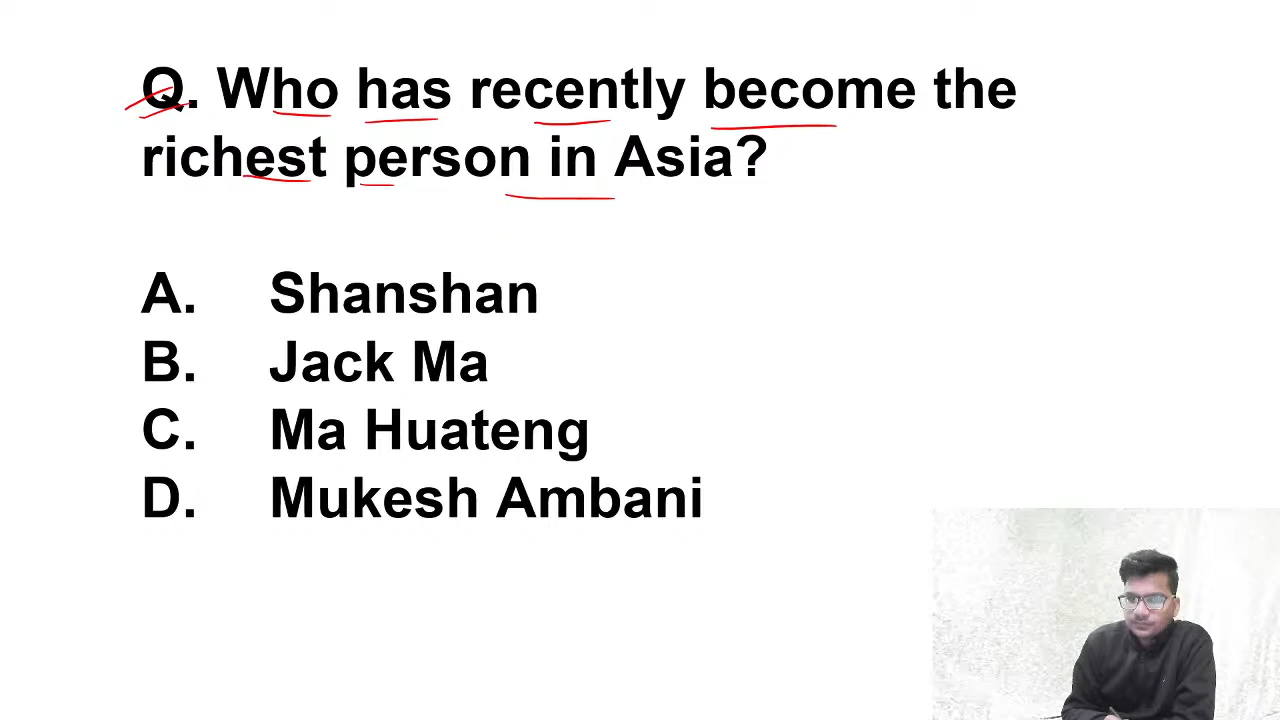 Q. Who has recently become the
richest person in Asia?
A. Shanshan
B. Jack Ma
C. Ma Huateng
D. Mukesh Ambani